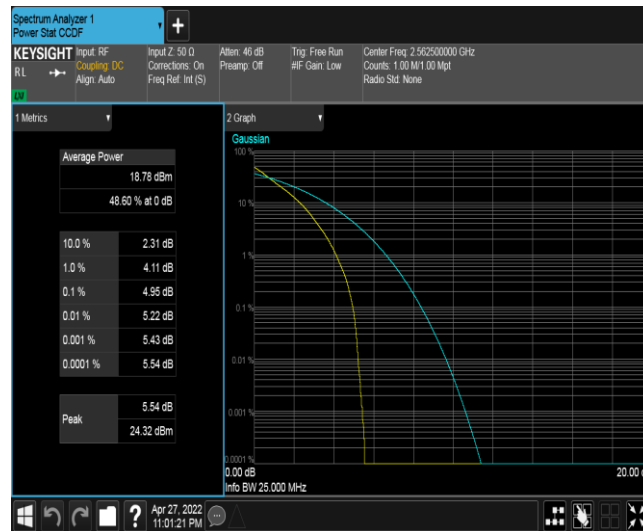 Spectrum Analyzer 1
Power Stat CCDF
KEYSIGHT
RL
Input: RF
Coupling: DC
Align: Auto
Input Z: 50 Ω
Corrections: On
Freq Ref: Int (S)
Atten: 46 dB
Preamp: Off
Trig: Free Run
#IF Gain: Low
Center Freq: 2.562500000 GHz
Counts: 1.00 M/1.00 Mpt
Radio Std: None
1 Metrics
Average Power
18.78 dBm
48.60 % at 0 dB
10.0 % 2.31 dB
1.0 % 4.11 dB
0.1 % 4.95 dB
0.01 % 5.22 dB
0.001 % 5.43 dB
0.0001 % 5.54 dB
Peak
5.54 dB
24.32 dBm
2 Graph
Gaussian
100 %
10 %
1 %
0.1 %
0.01 %
0.001 %
0.0001 %
0.00 dB
20.00
Info BW 25.000 MHz
?
Apr 27, 2022
11:01:21 PM